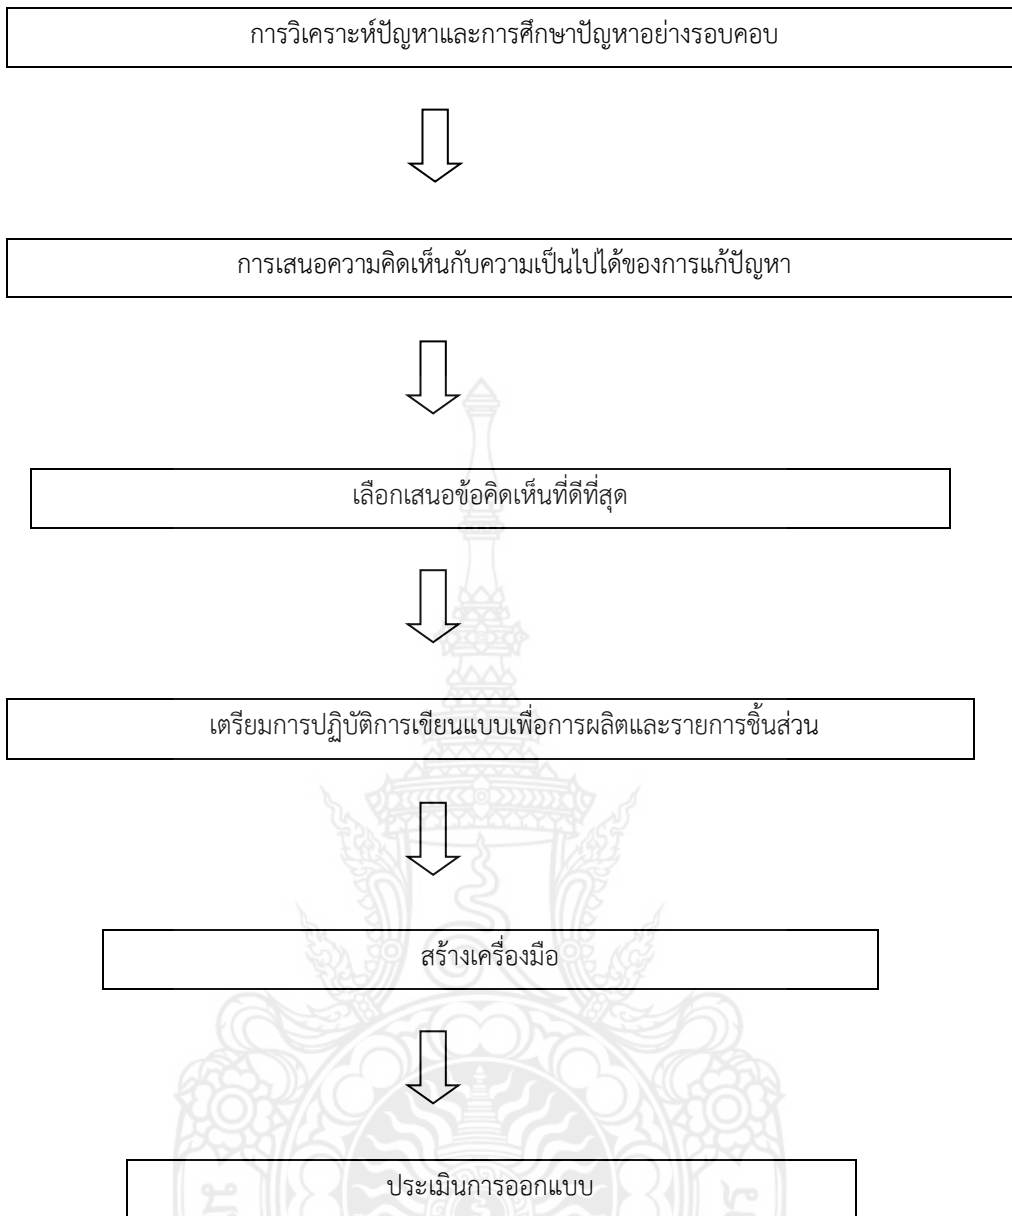 การวิเคราะห์ปัญหาและการศึกษาปัญหาอย่างรอบคอบ
การเสนอความคิดเห็นกับความเป็นไปได้ของการแก้ปัญหา
เลือกเสนอข้อคิดเห็นที่ดีที่สุด
เตรียมการปฏิบัติการเขียนแบบเพื่อการผลิตและรายการชิ้นส่วน
สร้างเครื่องมือ
ประเมินการออกแบบ